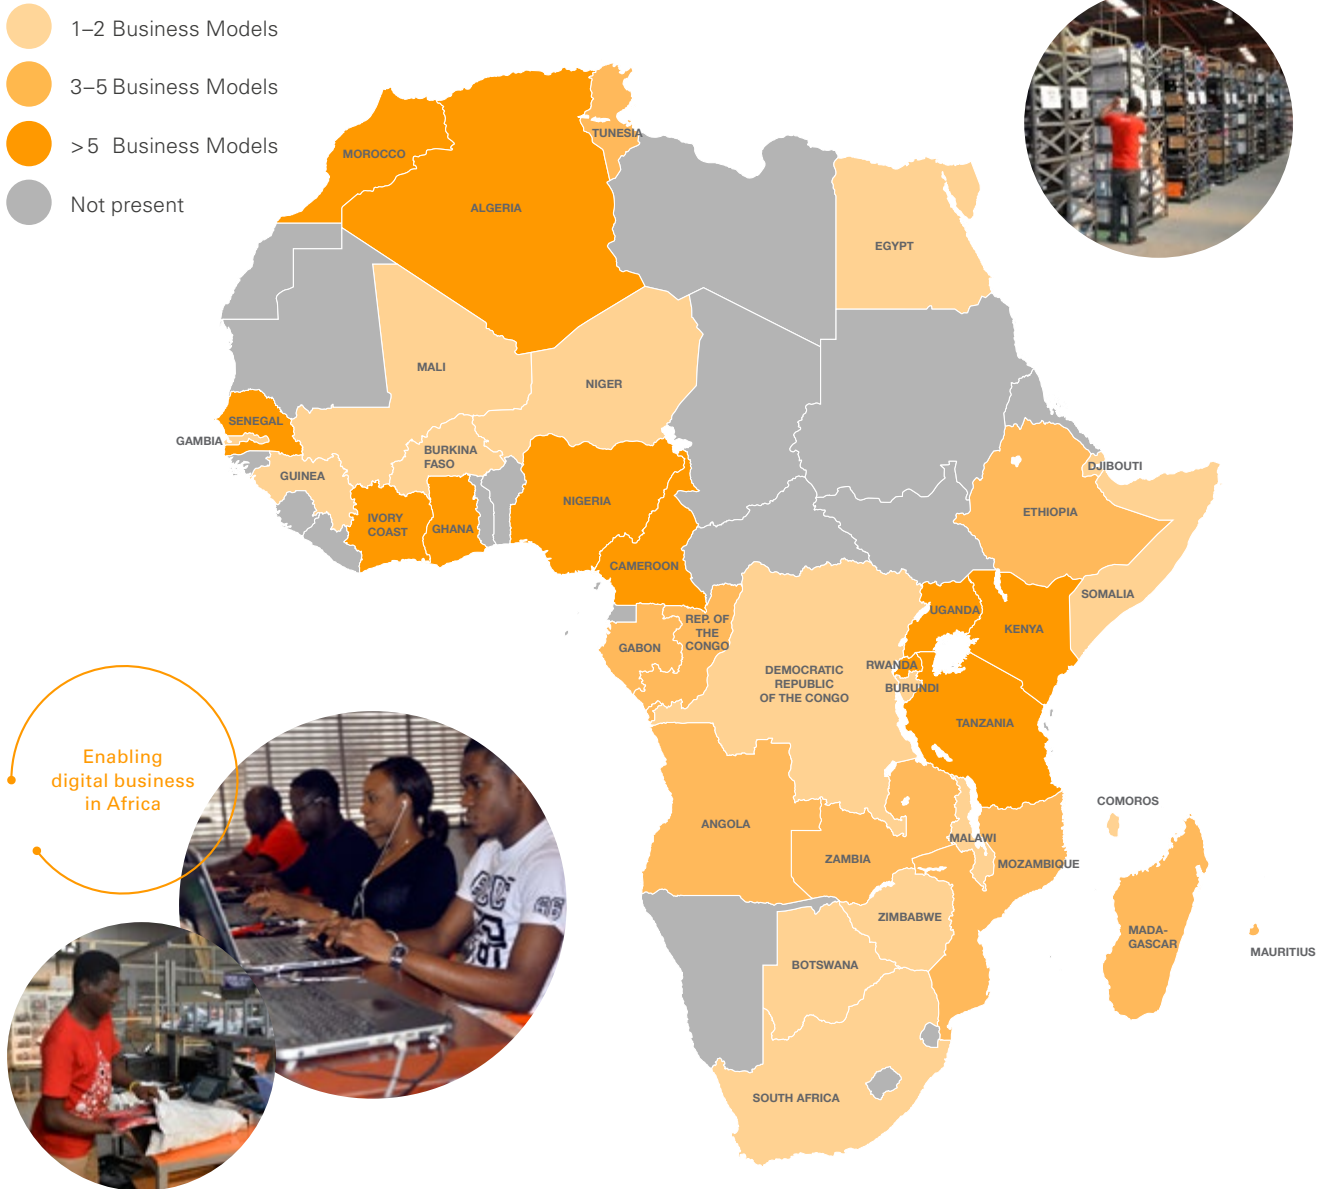 1–2 Business Models
3–5 Business Models
>5 Business Models
Not present
MOROCCO
TUNESIA
ALGERIA
EGYPT
MALI
NIGER
SENEGAL
GAMBIA
BURKINA
FASO
GUINEA
DJIBOUTI
NIGERIA
IVORY
COAST
GHANA
ETHIOPIA
CAMEROON
SOMALIA
UGANDA
KENYA
REP. OF
THE
CONGO
GABON
RWANDA
BURUNDI
DEMOCRATIC
REPUBLIC
OF THE CONGO
TANZANIA
Enabling
digital business
in Africa
COMOROS
ANGOLA
MALAWI
ZAMBIA
MOZAMBIQUE
ZIMBABWE
MADA-
GASCAR
MAURITIUS
BOTSWANA
SOUTH AFRICA